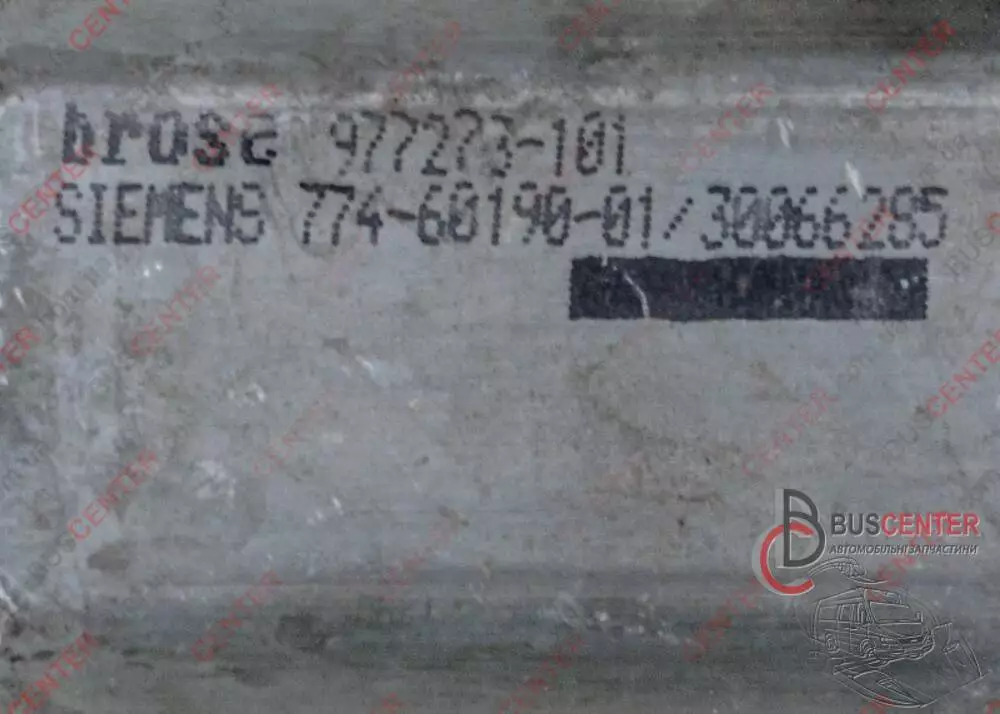 brose 977273-101
SIEMENS 774-60190-01/30066285
BUSCENTER
АВТОМОБІЛЬНІ ЗАПЧАСТИНИ